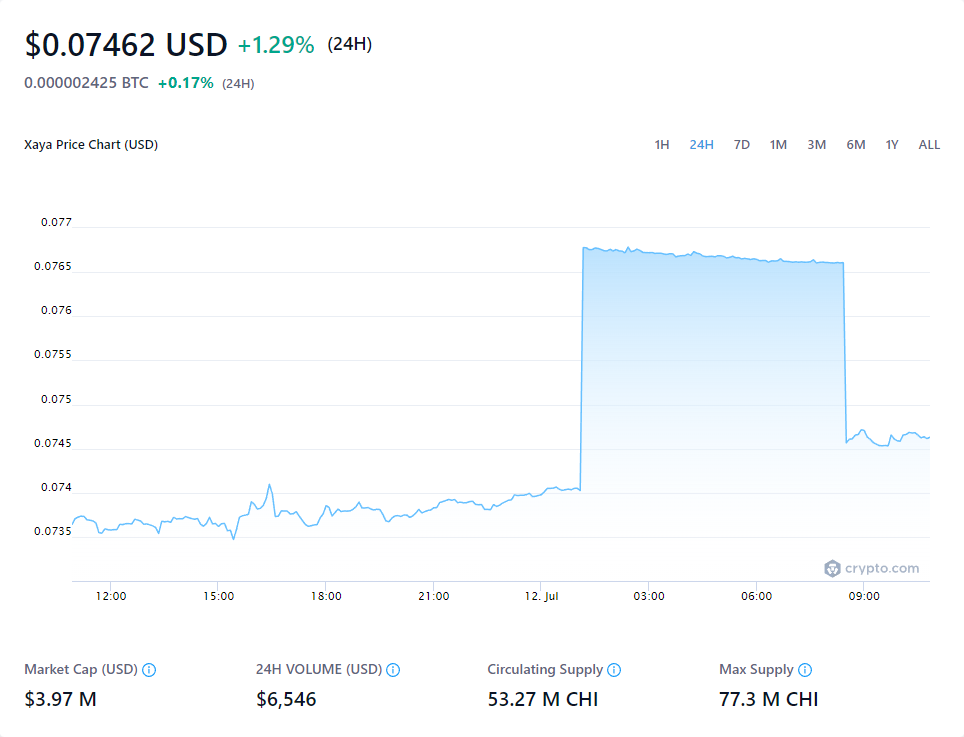 $0.07462 USD +1.29% (24H)
0.000002425 BTC +0.17% (24H)
Xaya Price Chart (USD) 1H 24H 7D 1M 3M 6M 1Y ALL
0.077
0.0765
0.076
0.0755
0.075
0.0745
0.074
0.0735
crypto.com
12:00 15:00 18:00 21:00 12. Jul 03:00 06:00 09:00
Market Cap (USD) 24H VOLUME (USD) Circulating Supply Max Supply
$3.97 M $6,546 53.27 M CHI 77.3 M CHI